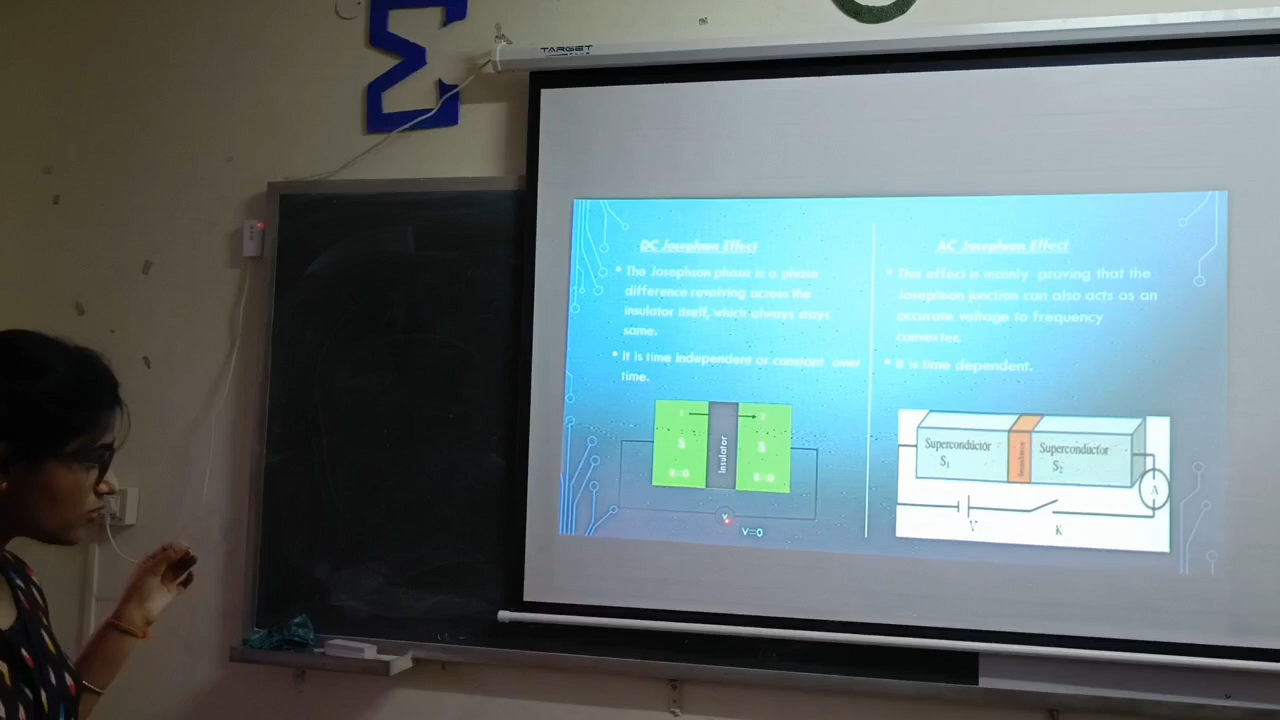 Σ
TARGET
DC Josephson Effect
• The Josephson phase is a phase
difference revolving across the
insulator itself, which always stays
same.
• It is time independent or constant over
time.
I
S
Insulator
S
V
V=0
AC Josephson Effect
• This effect is mainly proving that the
Josephson junction can also acts as an
accurate voltage to frequency
converter.
• It is time dependent.
Superconductor
S₁
Insulator
Superconductor
S₂
A
V
K